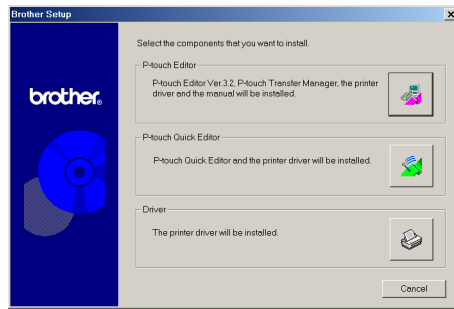 Brother Setup
Select the components that you want to install.
brother®
P-touch Editor
P-touch Editor Ver.3.2, P-touch Transfer Manager, the printer
driver and the manual will be installed.
P-touch Quick Editor
P-touch Quick Editor and the printer driver will be installed.
Driver
The printer driver will be installed.
Cancel